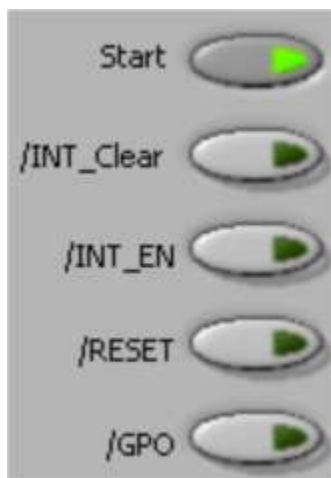 Start
/INT_Clear
/INT_EN
/RESET
/GPO